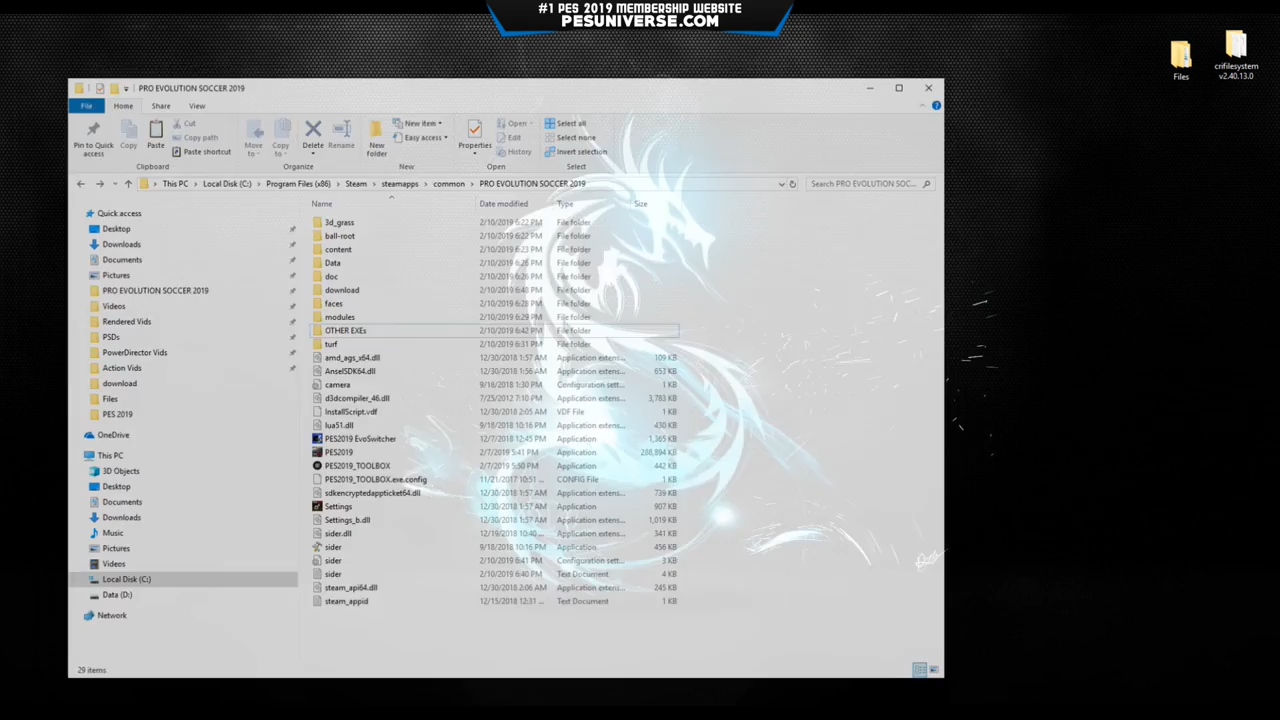 #1 PES 2019 MEMBERSHIP WEBSITE
PESUNIVERSE.COM
Files
crifilesystem
v2.40.13.0
PRO EVOLUTION SOCCER 2019
File Home Share View
Pin to Quick
access
Copy
Paste
Cut
Copy path
Paste shortcut
Clipboard
Move
to
Copy
to
Delete
Rename
Organize
New
folder
New item
Easy access
New
Properties
Open
Edit
History
Open
Select all
Select none
Invert selection
Select
This PC > Local Disk (C:) > Program Files (x86) > Steam > steamapps > common > PRO EVOLUTION SOCCER 2019
Search PRO EVOLUTION SOC...
Quick access
Desktop
Downloads
Documents
Pictures
PRO EVOLUTION SOCCER 2019
Videos
Rendered Vids
PSDs
PowerDirector Vids
Action Vids
download
Files
PES 2019
OneDrive
This PC
3D Objects
Desktop
Documents
Downloads
Music
Pictures
Videos
Local Disk (C:)
Data (D:)
Network
Name Date modified Type Size
3d_grass 2/10/2019 6:22 PM File folder
ball-root 2/10/2019 6:22 PM File folder
content 2/10/2019 6:23 PM File folder
Data 2/10/2019 6:26 PM File folder
doc 2/10/2019 6:26 PM File folder
download 2/10/2019 6:48 PM File folder
faces 2/10/2019 6:28 PM File folder
modules 2/10/2019 6:29 PM File folder
OTHER EXEs 2/10/2019 6:42 PM File folder
turf 2/10/2019 6:31 PM File folder
amd_ags_x64.dll 12/30/2018 1:57 AM Application extens... 109 KB
AnselSDK64.dll 12/30/2018 1:56 AM Application extens... 653 KB
camera 9/18/2018 1:30 PM Configuration sett... 1 KB
d3dcompiler_46.dll 7/25/2012 7:10 PM Application extens... 3,783 KB
InstallScript.vdf 12/30/2018 2:05 AM VDF File 1 KB
lua51.dll 9/18/2018 10:16 PM Application extens... 430 KB
PES2019 EvoSwitcher 12/7/2018 12:45 PM Application 1,365 KB
PES2019 2/7/2019 5:41 PM Application 288,894 KB
PES2019_TOOLBOX 2/7/2019 5:50 PM Application 442 KB
PES2019_TOOLBOX.exe.config 11/21/2017 10:51 ... CONFIG File 1 KB
sdkencryptedappticket64.dll 12/30/2018 1:57 AM Application extens... 739 KB
Settings 12/30/2018 1:57 AM Application 907 KB
Settings_b.dll 12/30/2018 1:57 AM Application extens... 1,019 KB
sider.dll 12/19/2018 10:40 ... Application extens... 341 KB
sider 9/18/2018 10:16 PM Application 456 KB
sider 2/10/2019 6:41 PM Configuration sett... 3 KB
sider 2/10/2019 6:40 PM Text Document 4 KB
steam_api64.dll 12/30/2018 2:06 AM Application extens... 245 KB
steam_appid 12/15/2018 12:31 ... Text Document 1 KB
29 items